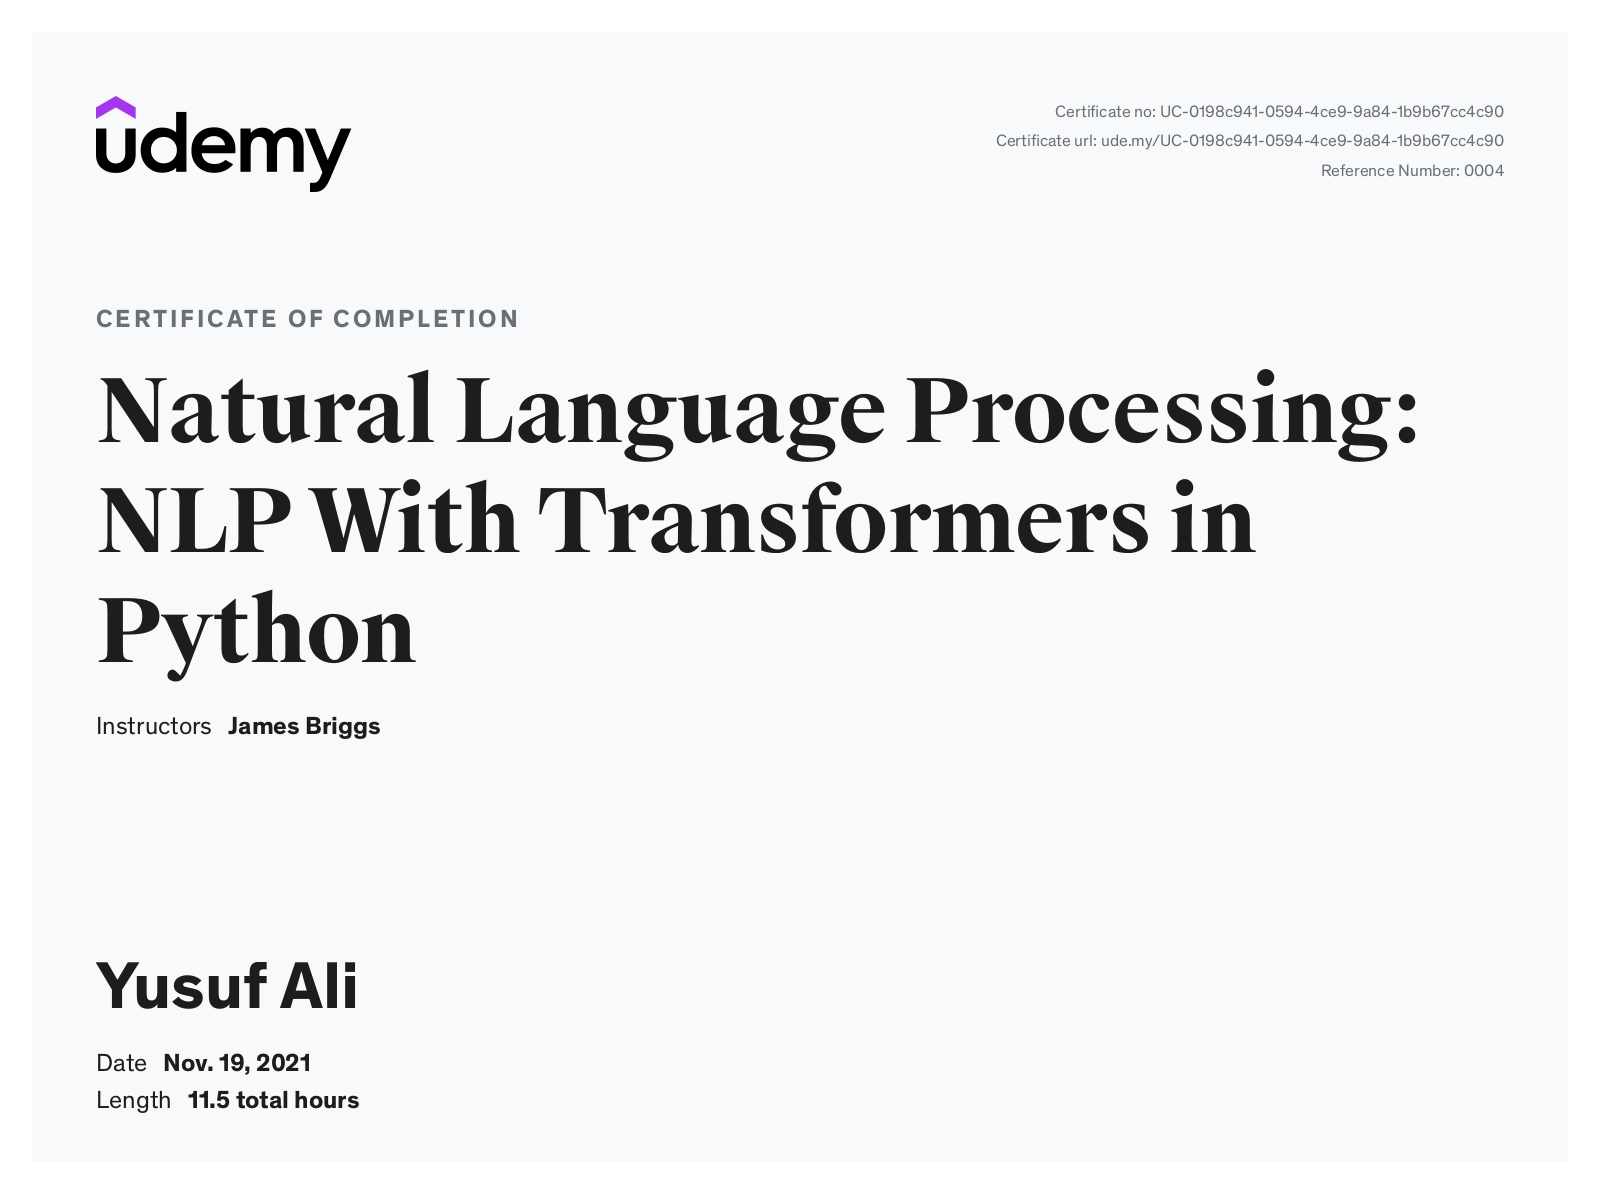 udemy
Certificate no: UC-0198c941-0594-4ce9-9a84-1b9b67cc4c90
Certificate url: ude.my/UC-0198c941-0594-4ce9-9a84-1b9b67cc4c90
Reference Number: 0004
CERTIFICATE OF COMPLETION
Natural Language Processing:
NLP With Transformers in
Python
Instructors James Briggs
Yusuf Ali
Date Nov. 19, 2021
Length 11.5 total hours